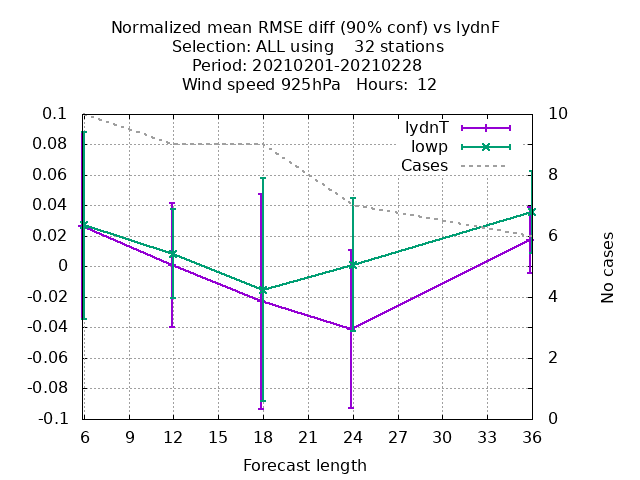 Normalized mean RMSE diff (90% conf) vs lydnF
Selection: ALL using    32 stations
Period: 20210201-20210228
Wind speed 925hPa   Hours:  12
lydnT
lowp
Cases
0.1
0.08
0.06
0.04
0.02
0
-0.02
-0.04
-0.06
-0.08
-0.1
10
8
6
4
2
0
No cases
6 9 12 15 18 21 24 27 30 33 36
Forecast length